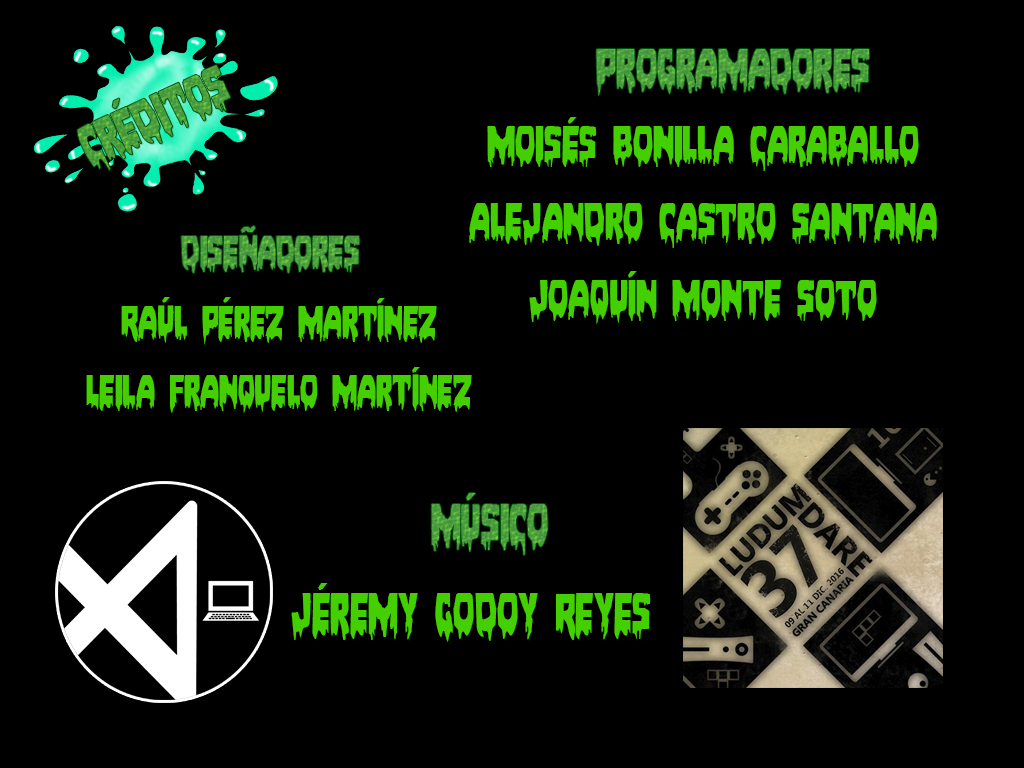 CRÉDITOS
PROGRAMADORES
MOISÉS BONILLA CARABALLO
ALEJANDRO CASTRO SANTANA
JOAQUÍN MONTE SOTO
DISEÑADORES
RAÚL PÉREZ MARTÍNEZ
LEILA FRANQUELO MARTÍNEZ
MÚSICO
JÉREMY GODOY REYES
LUDUM
DARE
37
09 AL 11 DIC 2016
GRAN CANARIA